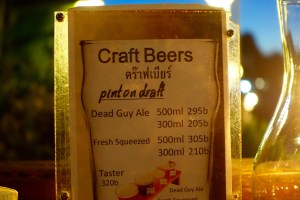 Craft Beers
คร๊าฟเบียร์
pint on draft
Dead Guy Ale 500ml 295b
300ml 205b
Fresh Squeezed 500ml 305b
300ml 210b
Taster
320b
Dead Guy Ale